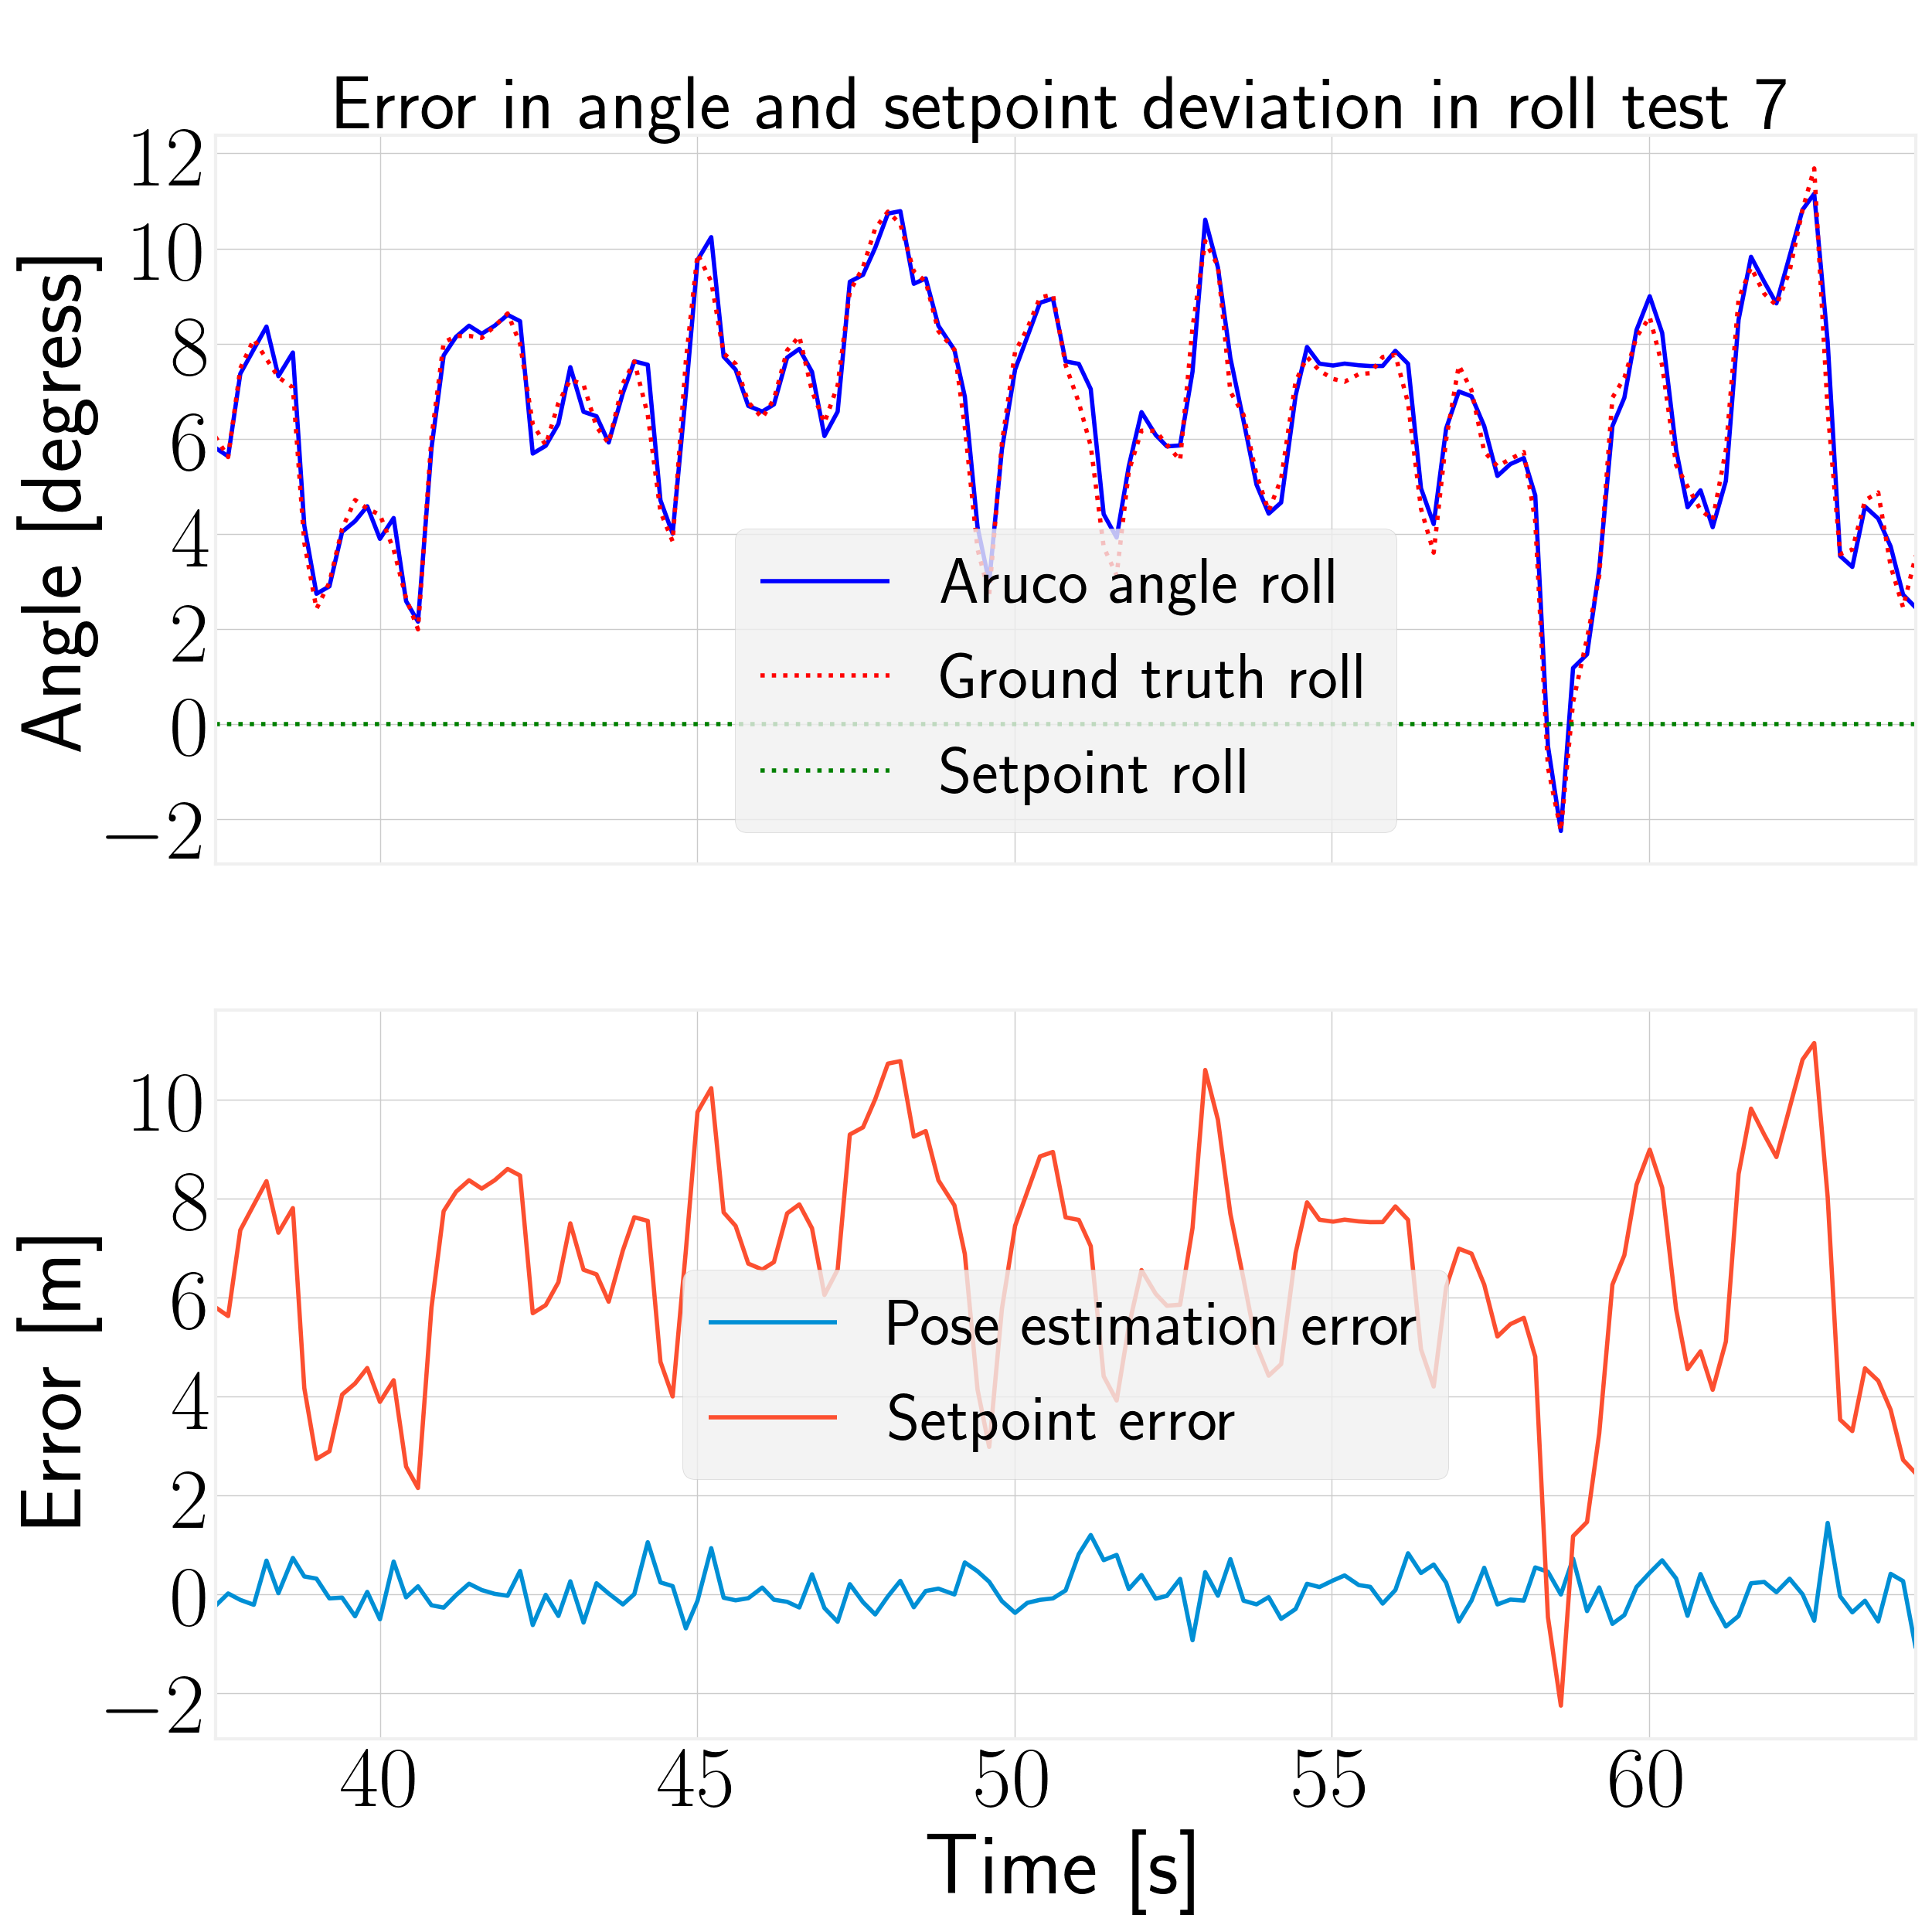 Error in angle and setpoint deviation in roll test 7
Angle [degress]
12
10
8
6
4
2
0
−2
Aruco angle roll
Ground truth roll
Setpoint roll
Error [m]
10
8
6
4
2
0
−2
Pose estimation error
Setpoint error
40 45 50 55 60
Time [s]